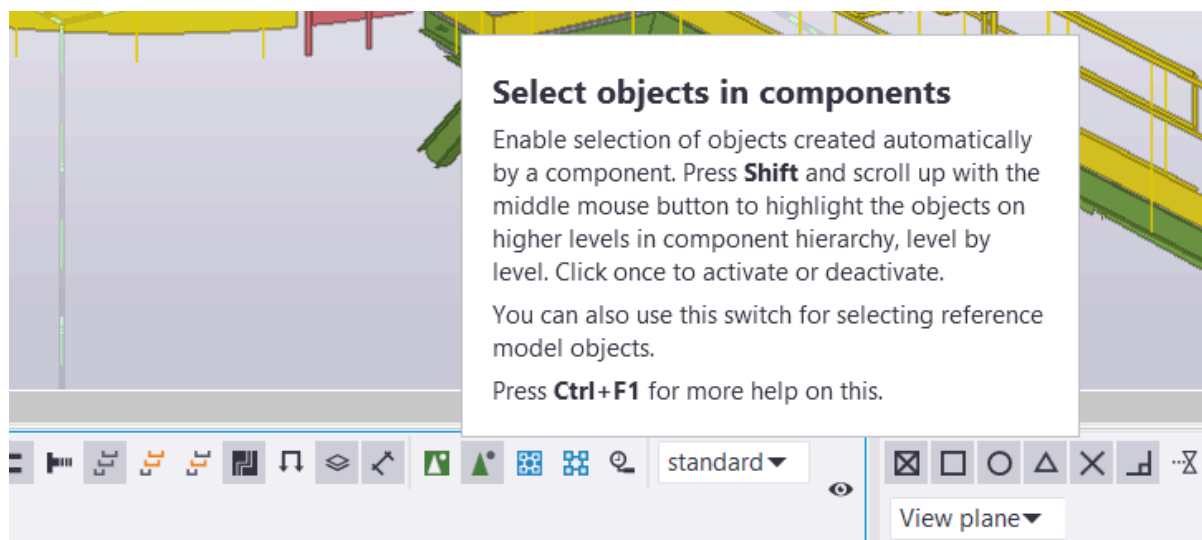 Select objects in components
Enable selection of objects created automatically
by a component. Press Shift and scroll up with the
middle mouse button to highlight the objects on
higher levels in component hierarchy, level by
level. Click once to activate or deactivate.
You can also use this switch for selecting reference
model objects.
Press Ctrl+F1 for more help on this.
standard
View plane